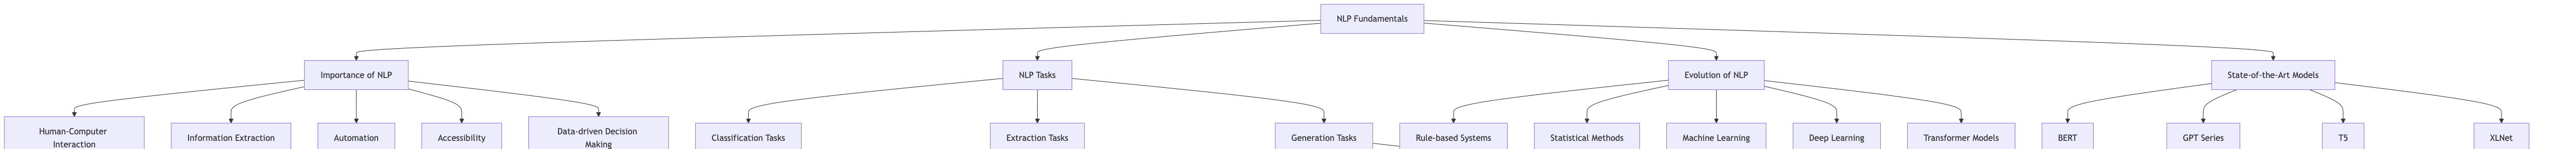 NLP Fundamentals
Importance of NLP
NLP Tasks
Evolution of NLP
State-of-the-Art Models
Human-Computer
Interaction
Information Extraction
Automation
Accessibility
Data-driven Decision
Making
Classification Tasks
Extraction Tasks
Generation Tasks
Rule-based Systems
Statistical Methods
Machine Learning
Deep Learning
Transformer Models
BERT
GPT Series
T5
XLNet